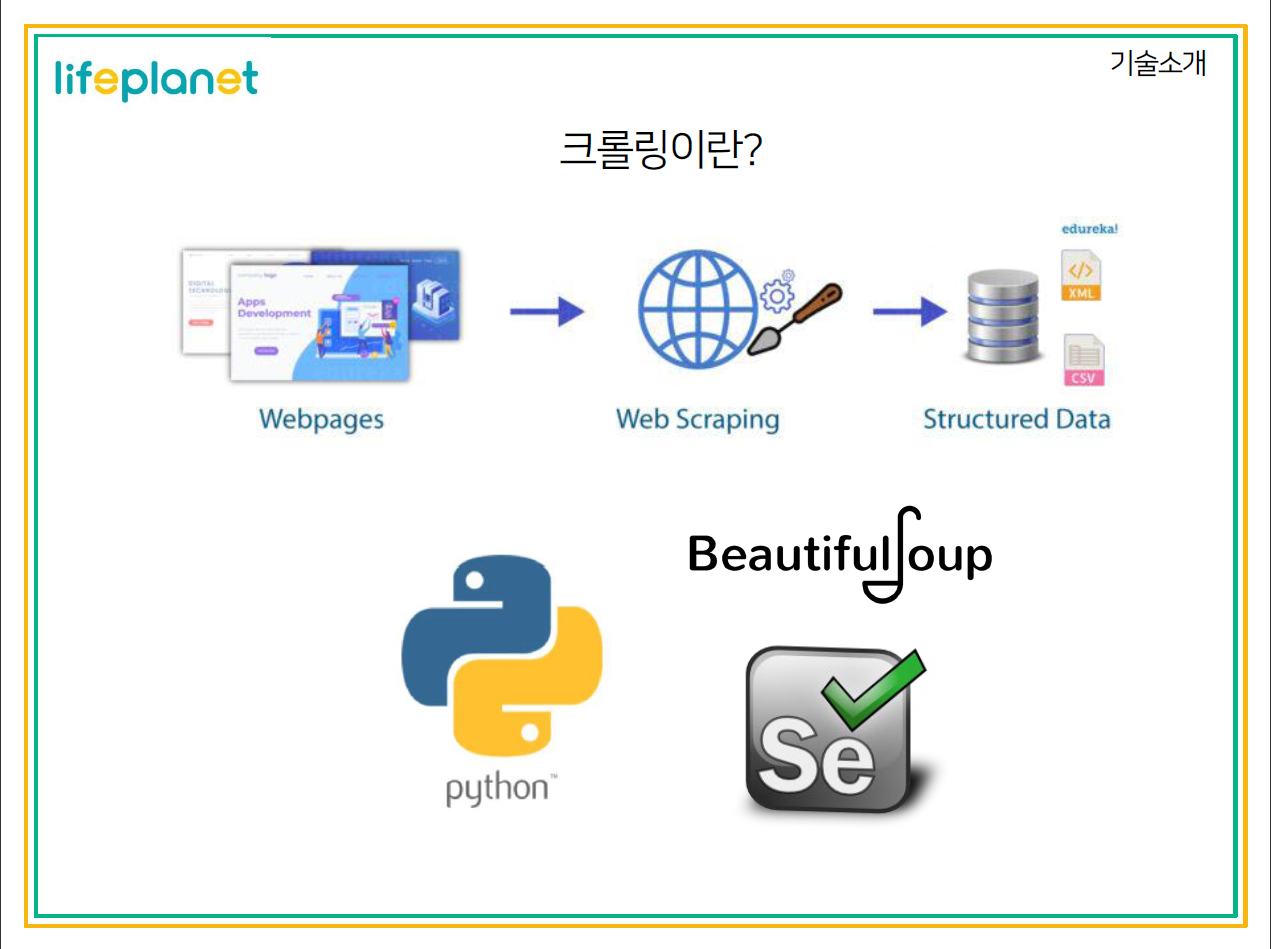 lifeplanet
기술소개
크롤링이란?
edureka!
DIGITAL
TECHNOLOGY
Apps
Development
</>
XML
CSV
Webpages
Web Scraping
Structured Data
BeautifulSoup
python™
Se